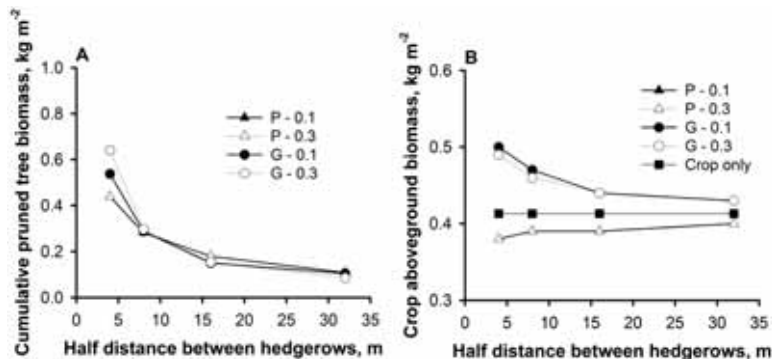 A
Cumulative pruned tree biomass, kg m-2
1.0
0.8
0.6
0.4
0.2
0.0
P - 0.1
P - 0.3
G - 0.1
G - 0.3
0 5 10 15 20 25 30 35
Half distance between hedgerows, m
B
Crop aboveground biomass, kg m-2
0.6
0.5
0.4
0.3
P - 0.1
P - 0.3
G - 0.1
G - 0.3
Crop only
0 5 10 15 20 25 30 35
Half distance between hedgerows, m